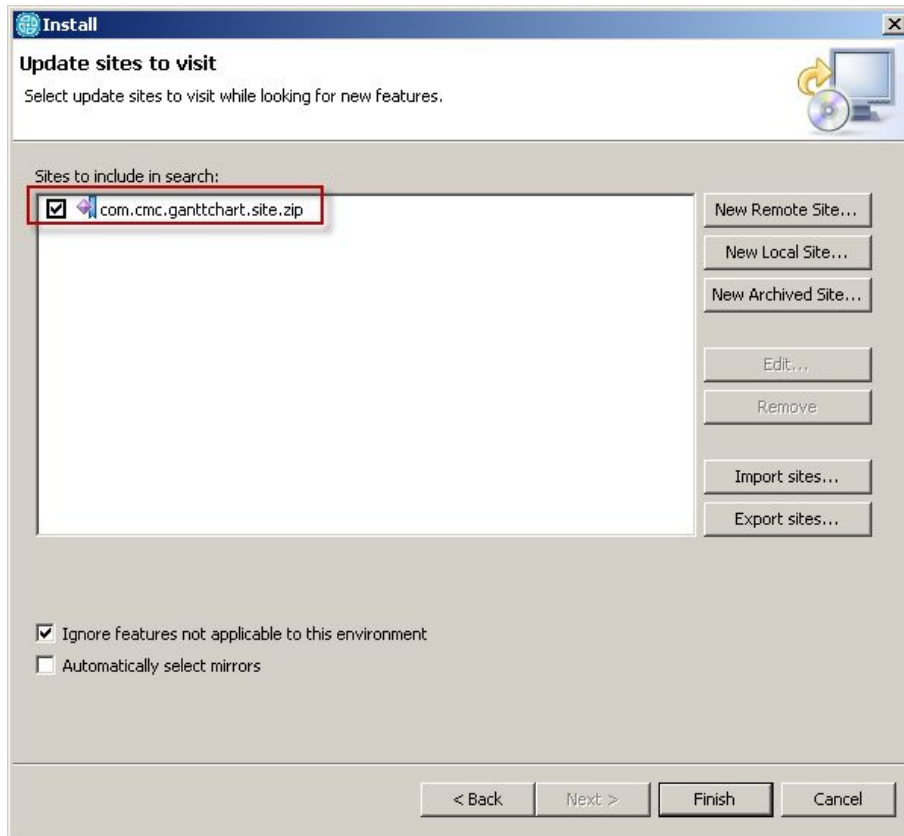 Install
Update sites to visit
Select update sites to visit while looking for new features.
Sites to include in search:
com.cmc.ganttchart.site.zip
New Remote Site...
New Local Site...
New Archived Site...
Edit...
Remove
Import sites...
Export sites...
Ignore features not applicable to this environment
Automatically select mirrors
< Back
Next >
Finish
Cancel